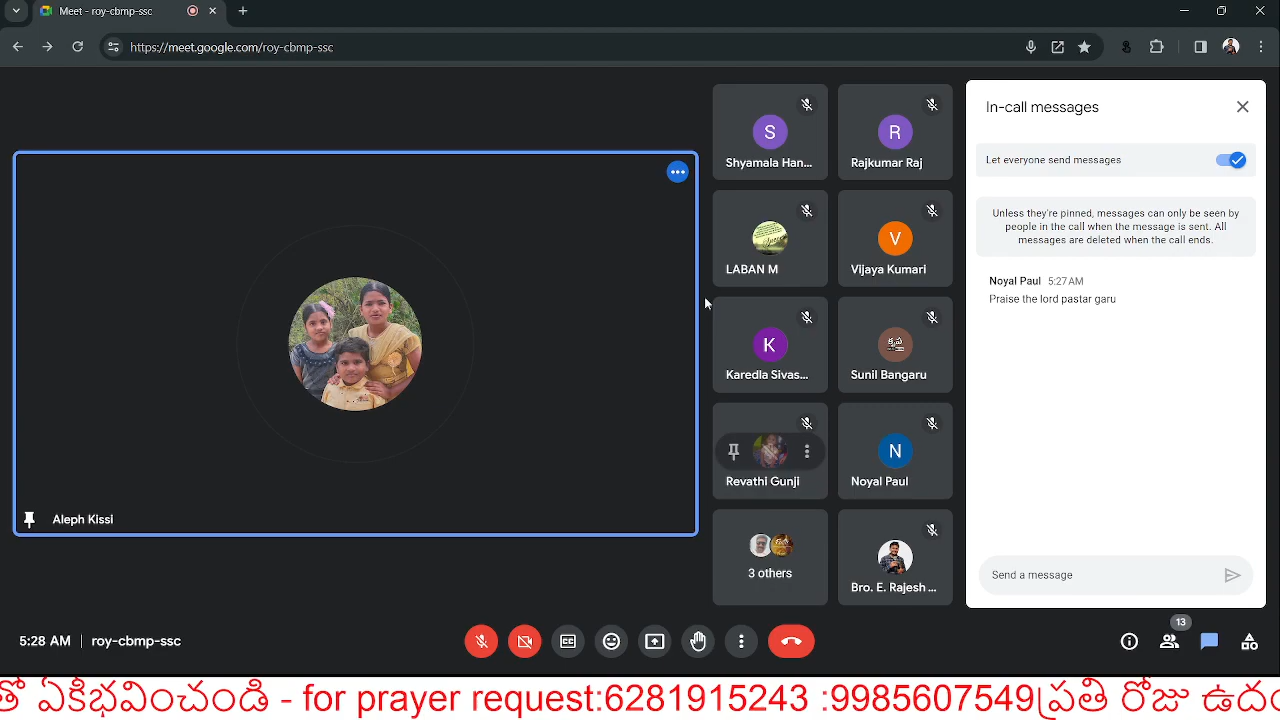 Meet - roy-cbmp-ssc
https://meet.google.com/roy-cbmp-ssc
S
Shyamala Han...
R
Rajkumar Raj
LABAN M
V
Vijaya Kumari
K
Karedla Sivas...
Sunil Bangaru
Revathi Gunji
N
Noyal Paul
3 others
Bro. E. Rajesh ...
Aleph Kissi
In-call messages
Let everyone send messages
Unless they're pinned, messages can only be seen by
people in the call when the message is sent. All
messages are deleted when the call ends.
Noyal Paul 5:27 AM
Praise the lord pastar garu
Send a message
5:28 AM | roy-cbmp-ssc
CC
13
తో ఏకీభవించండి - for prayer request:6281915243 :9985607549ప్రతి రోజు ఉదం